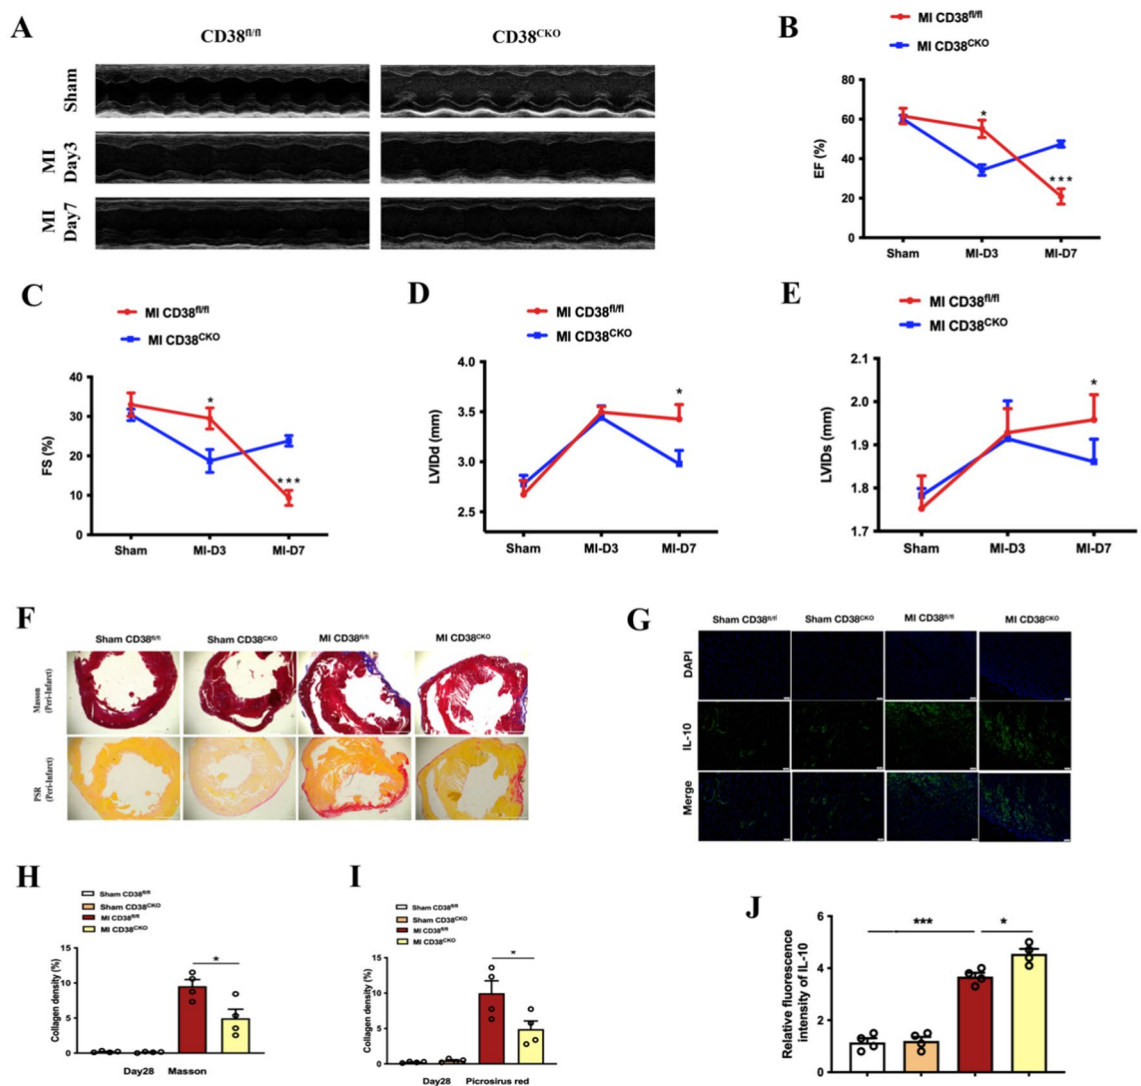 A
CD38fl/fl
CD38CKO
Sham
MI
Day3
MI
Day7
B
MI CD38fl/fl
MI CD38CKO
EF (%)
80
60
40
20
0
*
***
Sham MI-D3 MI-D7
C
MI CD38fl/fl
MI CD38CKO
FS (%)
40
30
20
10
0
*
***
Sham MI-D3 MI-D7
D
MI CD38fl/fl
MI CD38CKO
LVIDd (mm)
4.0
3.5
3.0
2.5
*
Sham MI-D3 MI-D7
E
MI CD38fl/fl
MI CD38CKO
LVIDs (mm)
2.1
2.0
1.9
1.8
1.7
*
Sham MI-D3 MI-D7
F
Sham CD38fl/fl Sham CD38CKO MI CD38fl/fl MI CD38CKO
Masson
(Peri-Infarct)
PSR
(Peri-Infarct)
G
Sham CD38fl/fl Sham CD38CKO MI CD38fl/fl MI CD38CKO
DAPI
IL-10
Merge
H
Sham CD38fl/fl
Sham CD38CKO
MI CD38fl/fl
MI CD38CKO
Collagen density (%)
15
10
5
0
*
Day28 Masson
I
Sham CD38fl/fl
Sham CD38CKO
MI CD38fl/fl
MI CD38CKO
Collagen density (%)
15
10
5
0
*
Day28 Picrosirus red
J
Relative fluorescence
intensity of IL-10
6
4
2
0
*** *